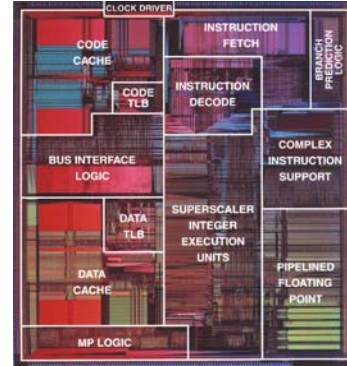 CLOCK DRIVER
CODE
CACHE
CODE
TLB
INSTRUCTION
FETCH
BRANCH
PREDICTION
LOGIC
INSTRUCTION
DECODE
BUS INTERFACE
LOGIC
COMPLEX
INSTRUCTION
SUPPORT
DATA
TLB
SUPERSCALER
INTEGER
EXECUTION
UNITS
DATA
CACHE
PIPELINED
FLOATING
POINT
MP LOGIC